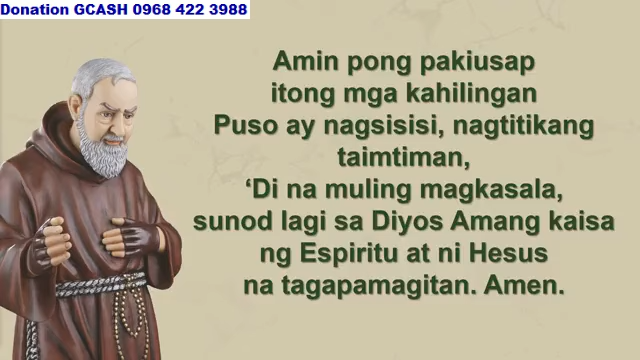 Donation GCASH 0968 422 3988
Amin pong pakiusap
itong mga kahilingan
Puso ay nagsisisi, nagtitikang
taimtiman,
‘Di na muling magkasala,
sunod lagi sa Diyos Amang kaisa
ng Espiritu at ni Hesus
na tagapamagitan. Amen.